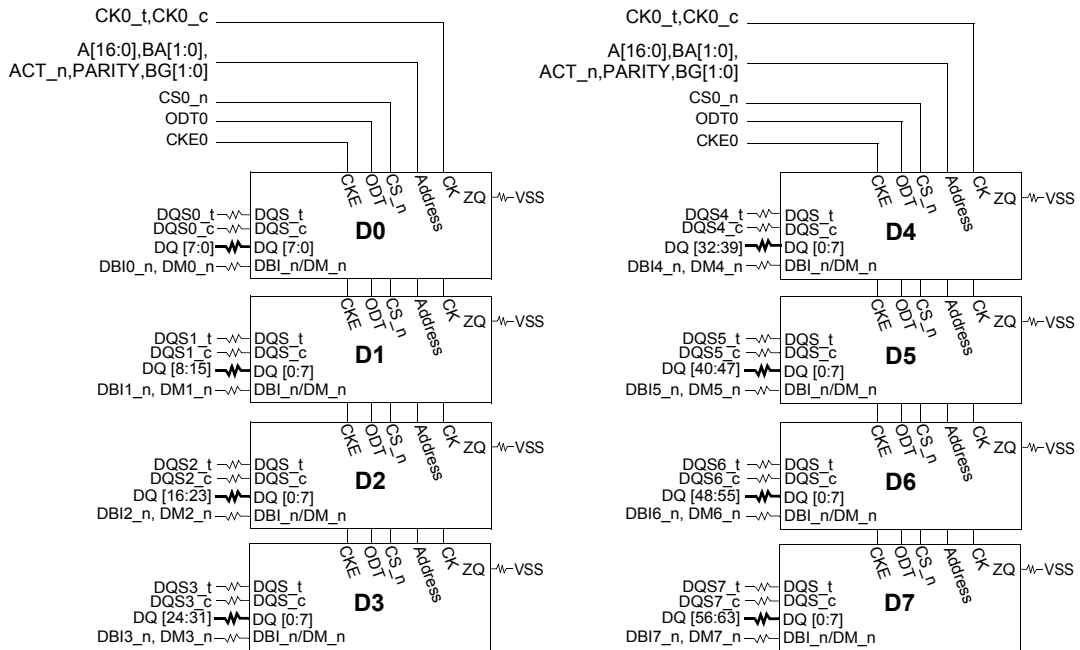 CK0_t,CK0_c
A[16:0],BA[1:0],
ACT_n,PARITY,BG[1:0]
CS0_n
ODT0
CKE0
CKE
ODT
CS_n
Address
CK
ZQ
VSS
DQS0_t
DQS_t
DQS0_c
DQS_c
D0
DQ [7:0]
DQ [7:0]
DBI0_n, DM0_n
DBI_n/DM_n
CKE
ODT
CS_n
Address
CK
ZQ
VSS
DQS1_t
DQS_t
DQS1_c
DQS_c
D1
DQ [8:15]
DQ [0:7]
DBI1_n, DM1_n
DBI_n/DM_n
CKE
ODT
CS_n
Address
CK
ZQ
VSS
DQS2_t
DQS_t
DQS2_c
DQS_c
D2
DQ [16:23]
DQ [0:7]
DBI2_n, DM2_n
DBI_n/DM_n
CKE
ODT
CS_n
Address
CK
ZQ
VSS
DQS3_t
DQS_t
DQS3_c
DQS_c
D3
DQ [24:31]
DQ [0:7]
DBI3_n, DM3_n
DBI_n/DM_n
CK0_t,CK0_c
A[16:0],BA[1:0],
ACT_n,PARITY,BG[1:0]
CS0_n
ODT0
CKE0
CKE
ODT
CS_n
Address
CK
ZQ
VSS
DQS4_t
DQS_t
DQS4_c
DQS_c
D4
DQ [32:39]
DQ [0:7]
DBI4_n, DM4_n
DBI_n/DM_n
CKE
ODT
CS_n
Address
CK
ZQ
VSS
DQS5_t
DQS_t
DQS5_c
DQS_c
D5
DQ [40:47]
DQ [0:7]
DBI5_n, DM5_n
DBI_n/DM_n
CKE
ODT
CS_n
Address
CK
ZQ
VSS
DQS6_t
DQS_t
DQS6_c
DQS_c
D6
DQ [48:55]
DQ [0:7]
DBI6_n, DM6_n
DBI_n/DM_n
CKE
ODT
CS_n
Address
CK
ZQ
VSS
DQS7_t
DQS_t
DQS7_c
DQS_c
D7
DQ [56:63]
DQ [0:7]
DBI7_n, DM7_n
DBI_n/DM_n